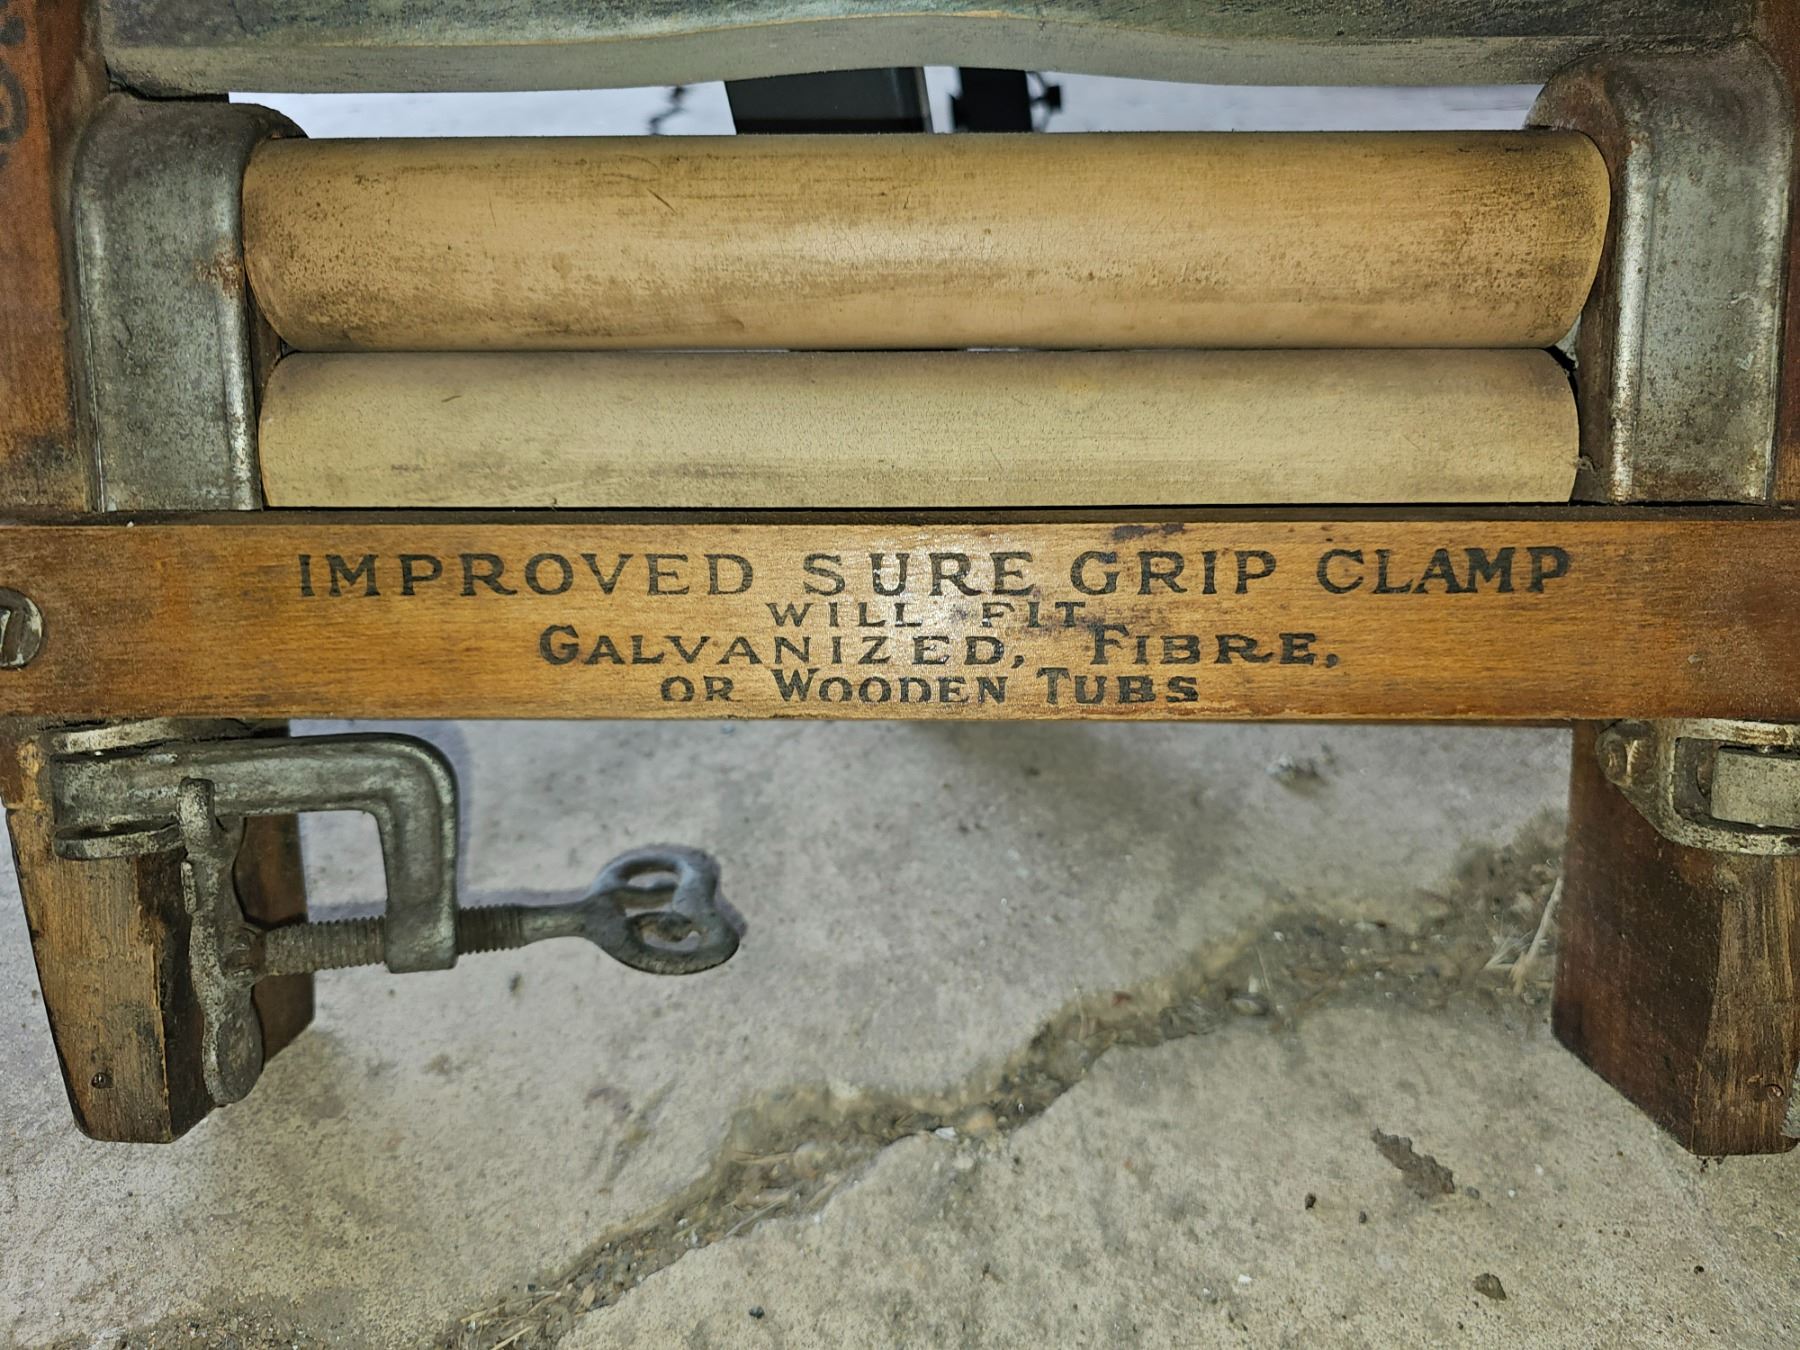 IMPROVED SURE GRIP CLAMP
WILL FIT
GALVANIZED, FIBRE,
OR WOODEN TUBS